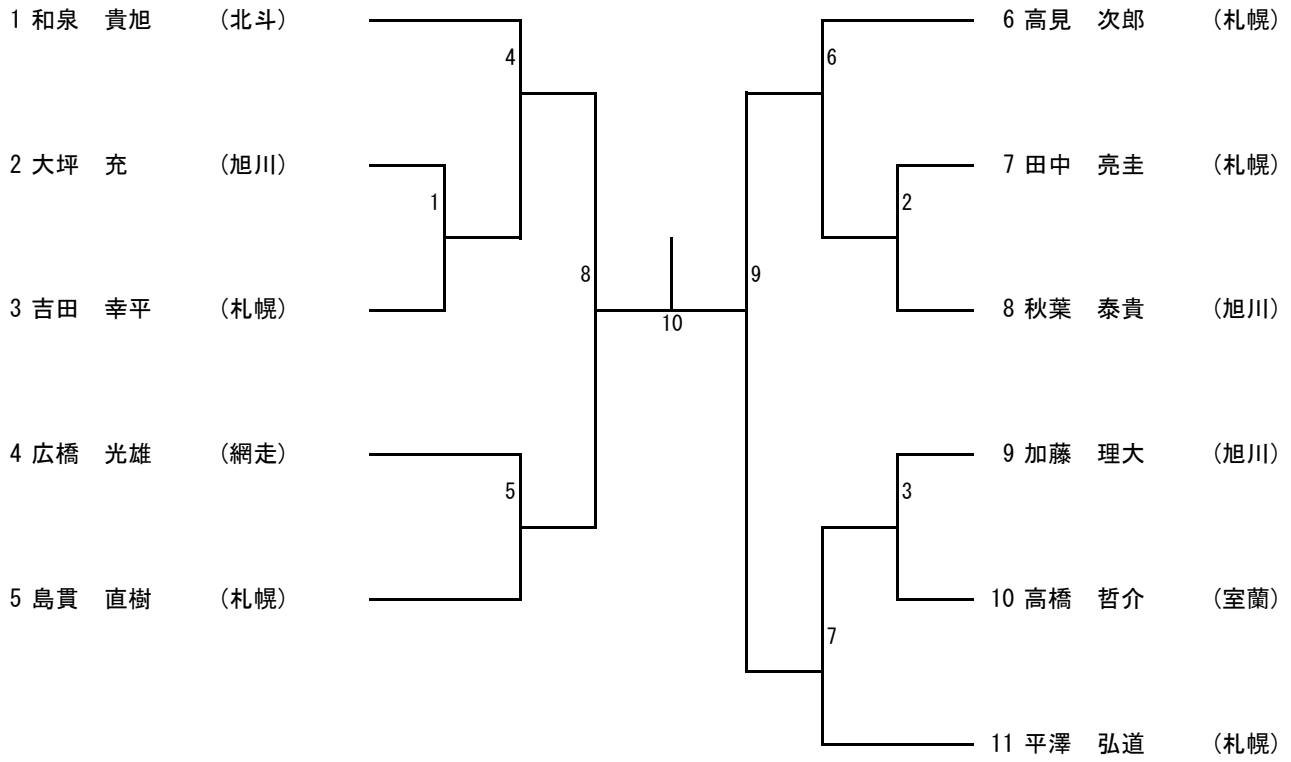 1 和泉　貴旭　（北斗）
4
2 大坪　充　（旭川）
1
3 吉田　幸平　（札幌）
8
4 広橋　光雄　（網走）
5
5 島貫　直樹　（札幌）
10
6 高見　次郎　（札幌）
6
7 田中　亮圭　（札幌）
2
8 秋葉　泰貴　（旭川）
9
9 加藤　理大　（旭川）
3
10 高橋　哲介　（室蘭）
7
11 平澤　弘道　（札幌）